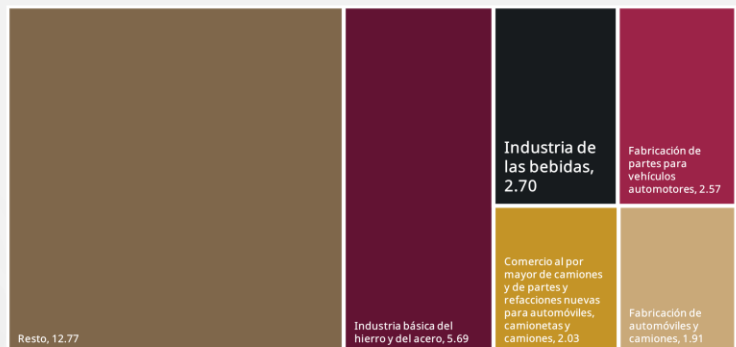 Resto, 12.77
Industria básica del
hierro y del acero, 5.69
Industria de
las bebidas,
2.70
Fabricación de
partes para
vehículos
automotores, 2.57
Comercio al por
mayor de camiones
y de partes y
refacciones nuevas
para automóviles,
camionetas y
camiones, 2.03
Fabricación de
automóviles y
camiones, 1.91